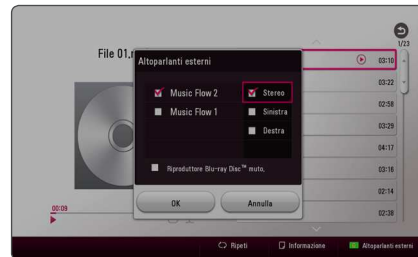 1/23
File 01.
03:10
Altoparlanti esterni
03:22
Music Flow 2
Stereo
02:58
Music Flow 1
Sinistra
03:29
Destra
04:17
Riproduttore Blu-ray Disc™ muto.
03:16
02:14
OK
Annulla
00:09
02:38
Ripeti
Informazione
Altoparlanti esterni